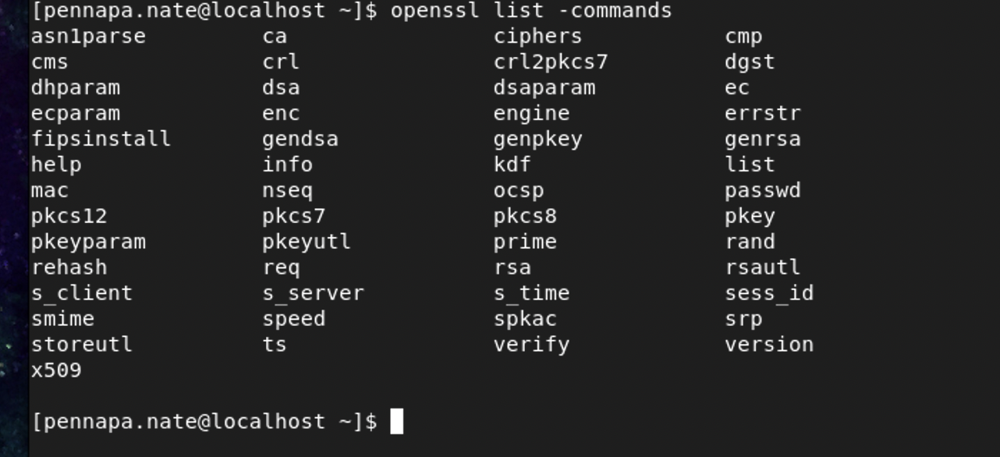 [pennapa.nate@localhost ~]$ openssl list -commands
asn1parse ca ciphers cmp
cms crl crl2pkcs7 dgst
dhparam dsa dsaparam ec
ecparam enc engine errstr
fipsinstall gendsa genpkey genrsa
help info kdf list
mac nseq ocsp passwd
pkcs12 pkcs7 pkcs8 pkey
pkeyparam pkeyutl prime rand
rehash req rsa rsautl
s_client s_server s_time sess_id
smime speed spkac srp
storeutl ts verify version
x509
[pennapa.nate@localhost ~]$